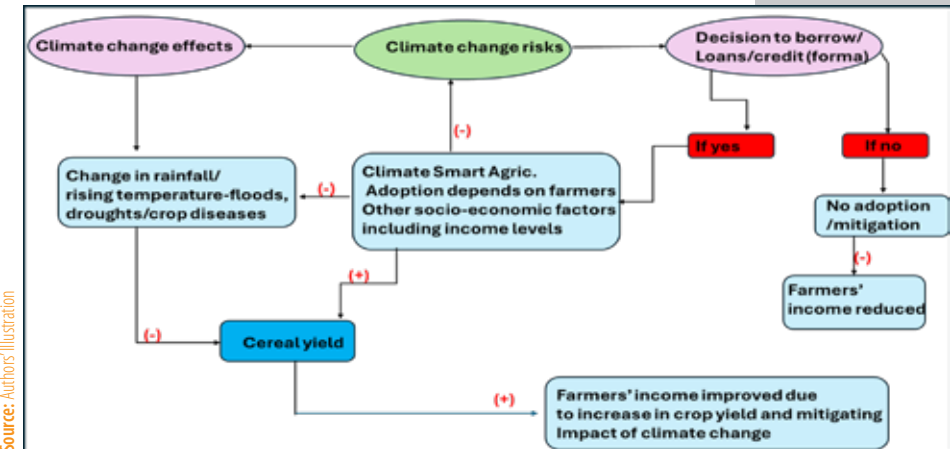 Climate change effects
Climate change risks
Decision to borrow/
Loans/credit(forma)
(-)
If yes
If no
Change in rainfall/
rising temperature-floods,
droughts/crop diseases
(-)
Climate Smart Agric.
Adoption depends on farmers
Other socio-economic factors
including income levels
No adoption
/mitigation
(-)
Farmers'
income reduced
(+)
(-)
Cereal yield
(+)
Farmers' income improved due
to increase in crop yield and mitigating
Impact of climate change
Source: Authors' Illustration